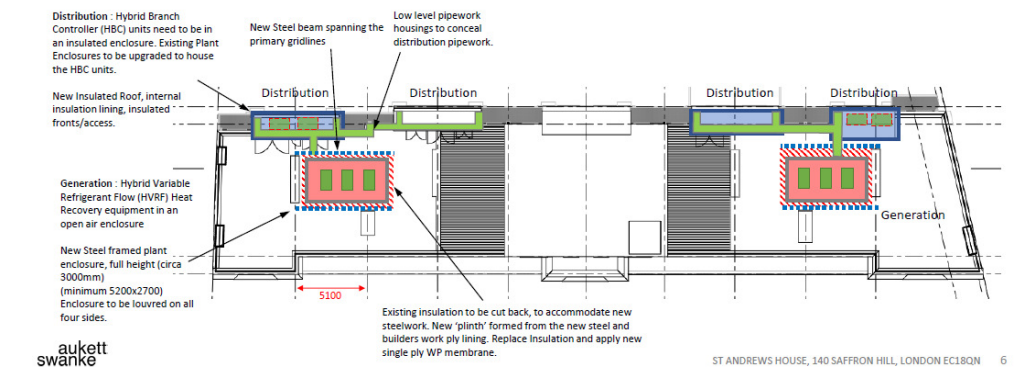 Distribution : Hybrid Branch
Controller (HBC) units need to be in
an insulated enclosure. Existing Plant
Enclosures to be upgraded to house
the HBC units.
New Insulated Roof, internal
insulation lining, insulated
fronts/access.
New Steel beam spanning the
primary gridlines
Low level pipework
housings to conceal
distribution pipework.
Distribution
Distribution
Distribution
Distribution
Generation : Hybrid Variable
Refrigerant Flow (HVRF) Heat
Recovery equipment in an
open air enclosure
New Steel framed plant
enclosure, full height (circa
3000mm)
(minimum 5200x2700)
Enclosure to be louvred on all
four sides.
Generation
5100
Existing insulation to be cut back, to accommodate new
steelwork. New ‘plinth’ formed from the new steel and
builders work ply lining. Replace Insulation and apply new
single ply WP membrane.
aukett
swanke
ST ANDREWS HOUSE, 140 SAFFRON HILL, LONDON EC18QN 6